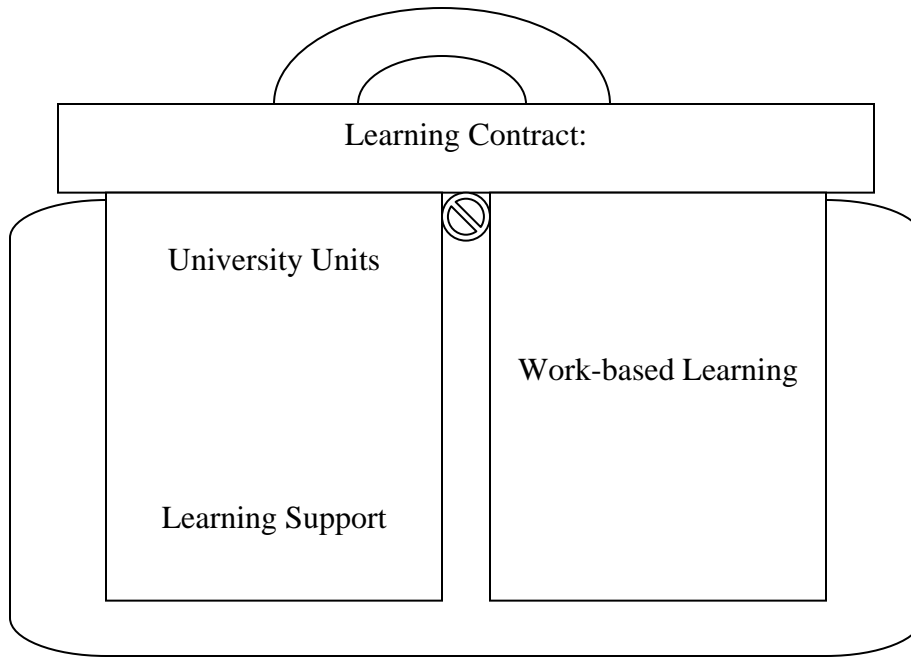 Learning Contract:
University Units
Work-based Learning
Learning Support